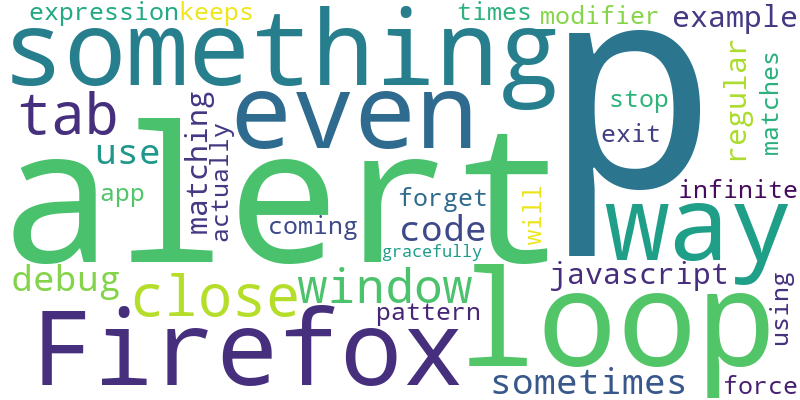 expression
keeps
times
modifier
example
something
p
tab
even
stop
exit
regular
matches
matching
actually
use
alert
app
forget
will
infinite
way
coming
code
gracefully
debug
close
window
javascript
loop
using
Firefox
pattern
sometimes
force